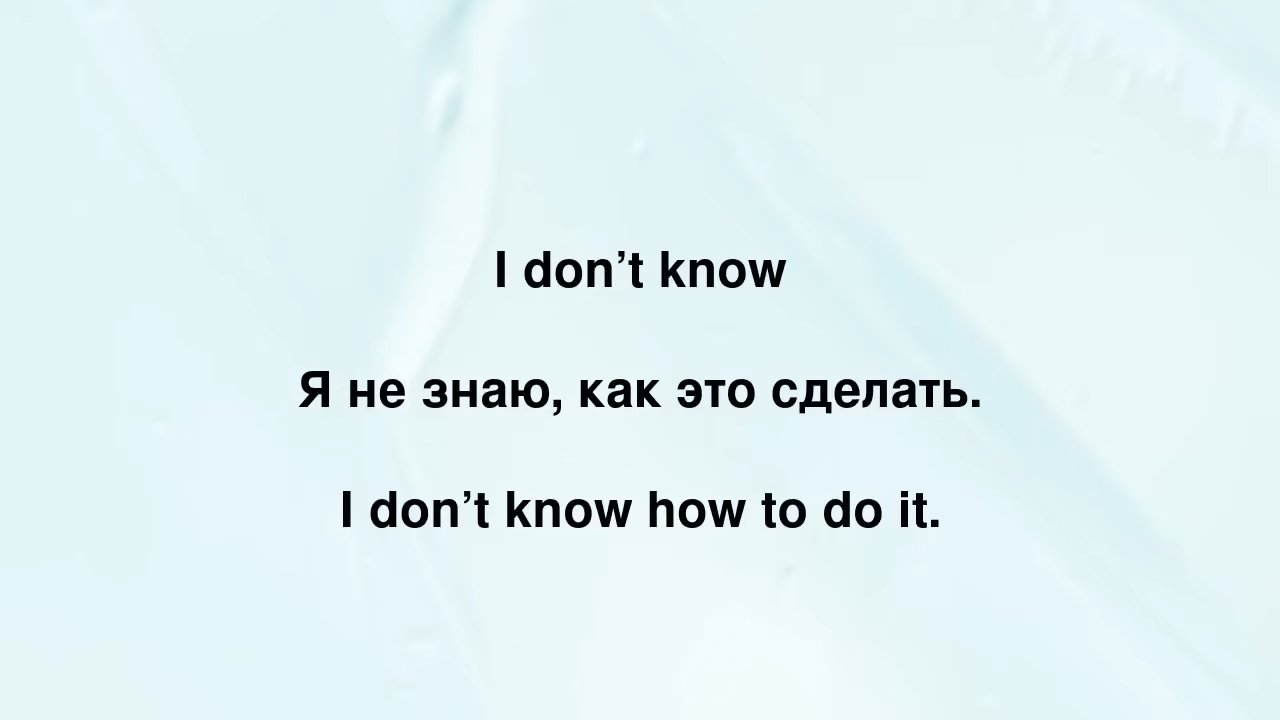 I don’t know
Я не знаю, как это сделать.
I don’t know how to do it.